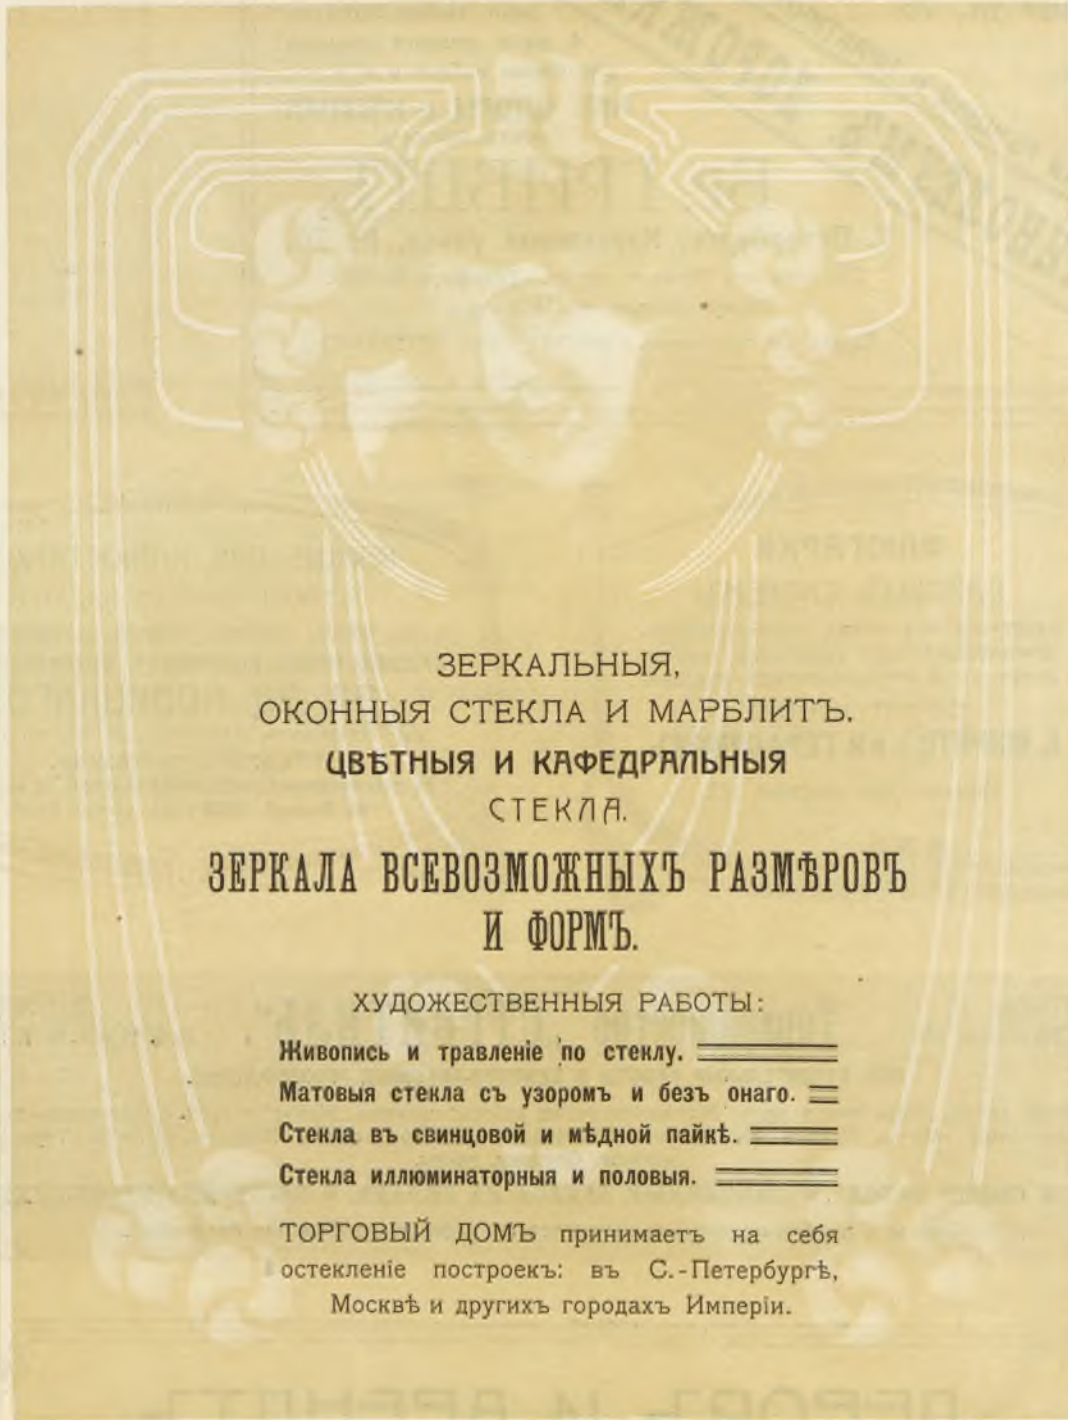 ЗЕРКАЛЬНЫЯ,
ОКОННЫЯ СТЕКЛА И МАРБЛИТЪ.
ЦВѢТНЫЯ И КАФЕДРАЛЬНЫЯ
СТЕКЛА.
ЗЕРКАЛА ВСЕВОЗМОЖНЫХЪ РАЗМѢРОВЪ
И ФОРМЪ.
ХУДОЖЕСТВЕННЫЯ РАБОТЫ:
Живопись и травленіе по стеклу.
Матовыя стекла съ узоромъ и безъ онаго.
Стекла въ свинцовой и мѣдной пайкѣ.
Стекла иллюминаторныя и половыя.
ТОРГОВЫЙ ДОМЪ принимаетъ на себя
остекленіе построекъ: въ С.-Петербургѣ,
Москвѣ и другихъ городахъ Имперіи.